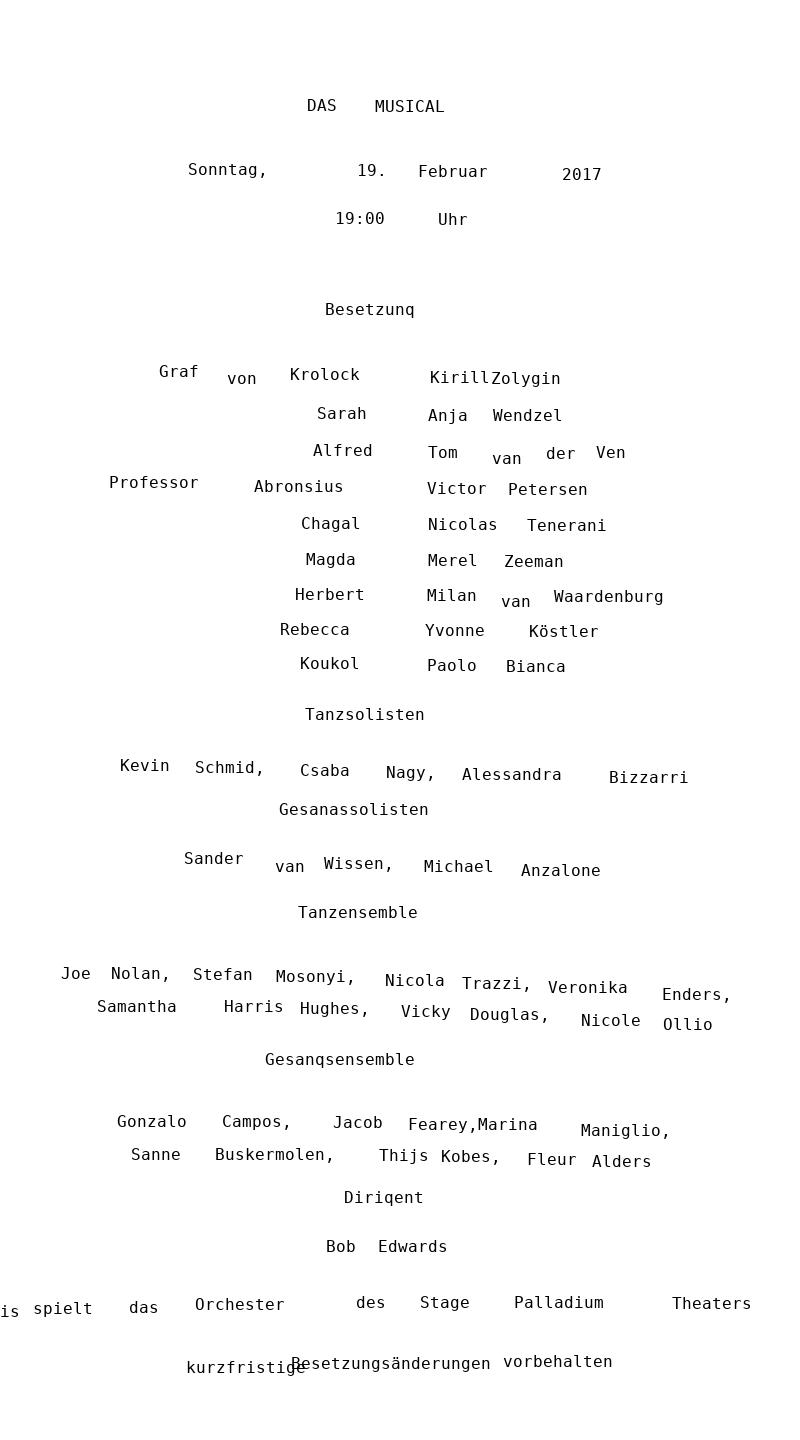 DAS MUSICAL
Sonntag, 19. Februar 2017
19:00 Uhr
Besetzunq
Graf von Krolock Kirill Zolygin
Sarah Anja Wendzel
Alfred Tom van der Ven
Professor Abronsius Victor Petersen
Chagal Nicolas Tenerani
Magda Merel Zeeman
Herbert Milan van Waardenburg
Rebecca Yvonne Köstler
Koukol Paolo Bianca
Tanzsolisten
Kevin Schmid, Csaba Nagy, Alessandra Bizzarri
Gesanassolisten
Sander van Wissen, Michael Anzalone
Tanzensemble
Joe Nolan, Stefan Mosonyi, Nicola Trazzi, Veronika Enders,
Samantha Harris Hughes, Vicky Douglas, Nicole Ollio
Gesanqsensemble
Gonzalo Campos, Jacob Fearey, Marina Maniglio,
Sanne Buskermolen, Thijs Kobes, Fleur Alders
Diriqent
Bob Edwards
is spielt das Orchester des Stage Palladium Theaters
kurzfristige Besetzungsänderungen vorbehalten